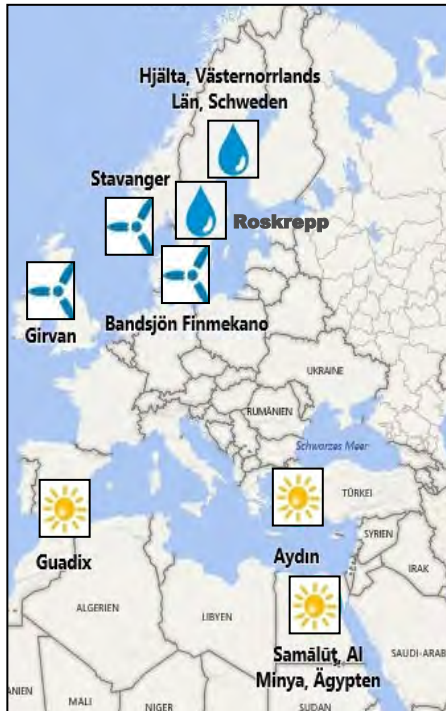 Hjälta, Västernorrlands
Län, Schweden
Stavanger
Roskrepp
Girvan
Bandsjön Finmekano
UKRAINE
RUMÄNIEN
Schwarzes Meer
TÜRKEI
SYRIEN
IRAK
Guadix
Aydın
ALGERIEN
LIBYEN
Samālūţ, Al
Minya, Ägypten
SAUDI-ARAB
ANIEN
MALI
NIGER
SUDAN